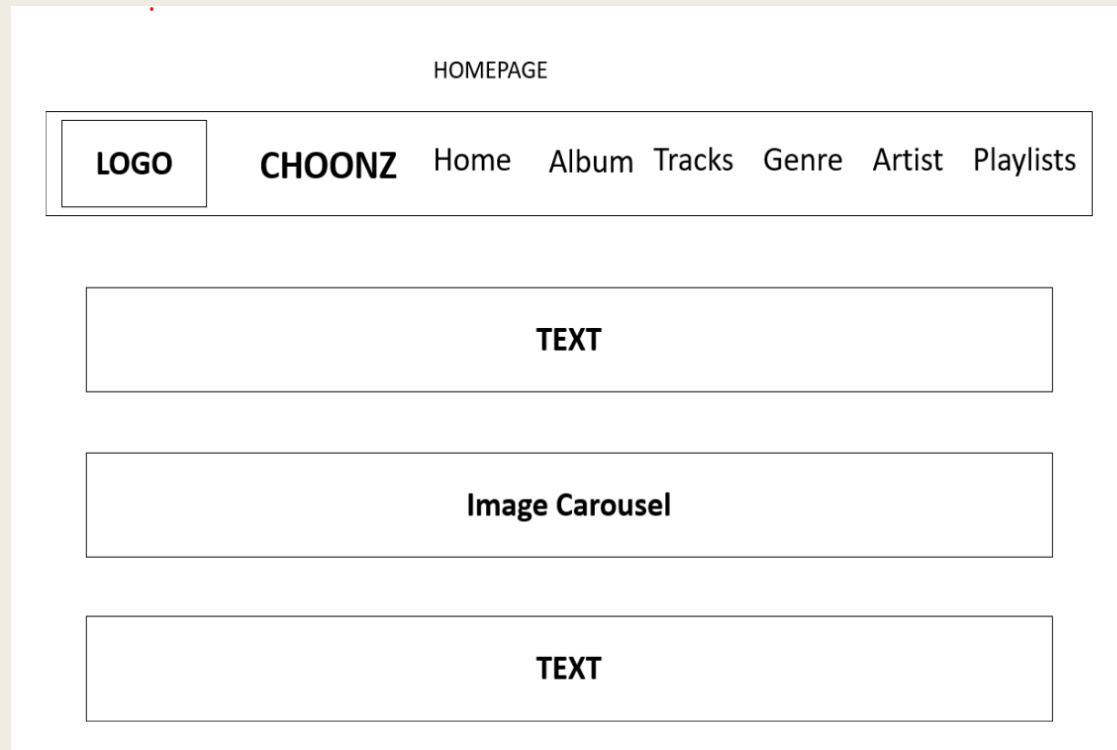 HOMEPAGE
LOGO CHOONZ Home Album Tracks Genre Artist Playlists
TEXT
Image Carousel
TEXT